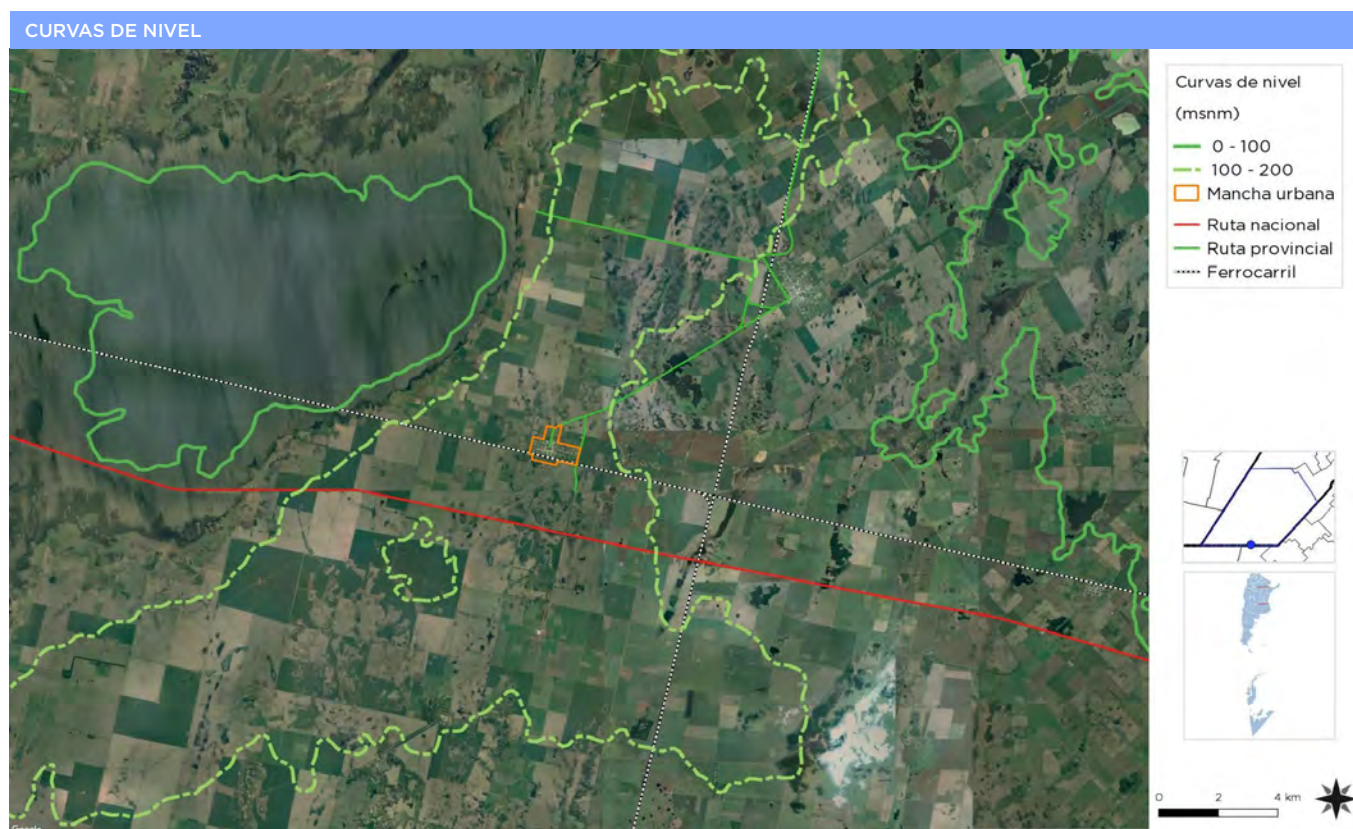 CURVAS DE NIVEL
Curvas de nivel
(msnm)
0 - 100
100 - 200
Mancha urbana
Ruta nacional
Ruta provincial
Ferrocarril
0 2 4 km
Google